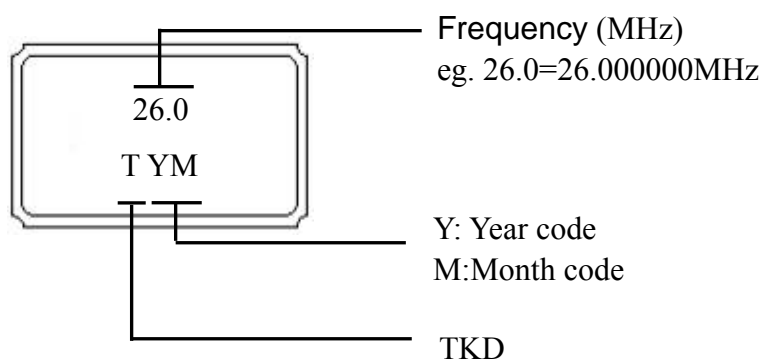 Frequency (MHz)
eg. 26.0=26.000000MHz
26.0
T YM
Y: Year code
M:Month code
TKD